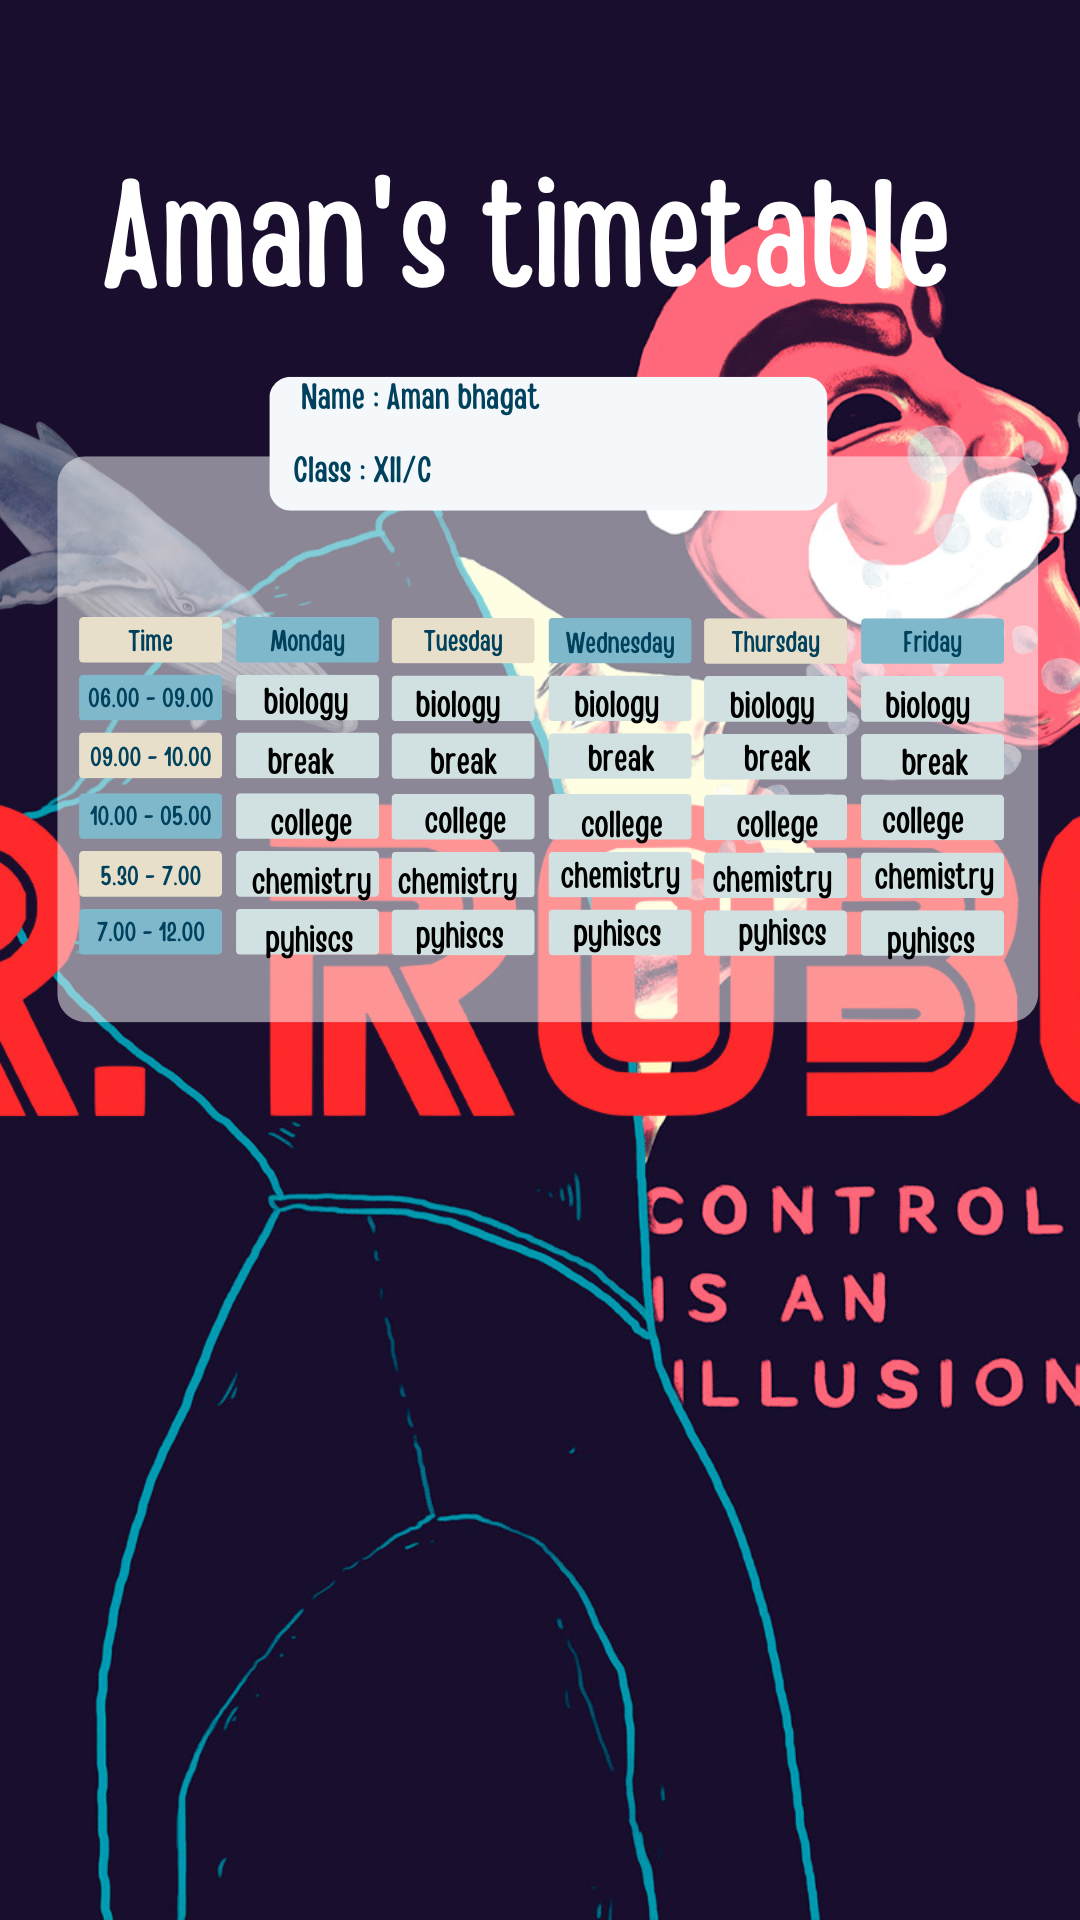 Aman's timetable
Name : Aman bhagat
Class : XII/C
Time Monday Tuesday Wednesday Thursday Friday
06.00 - 09.00 biology biology biology biology biology
09.00 - 10.00 break break break break break
10.00 - 05.00 college college college college college
5.30 - 7.00 chemistry chemistry chemistry chemistry chemistry
7.00 - 12.00 pyhiscs pyhiscs pyhiscs pyhiscs pyhiscs
R. ROBO
CONTROL
IS AN
ILLUSION